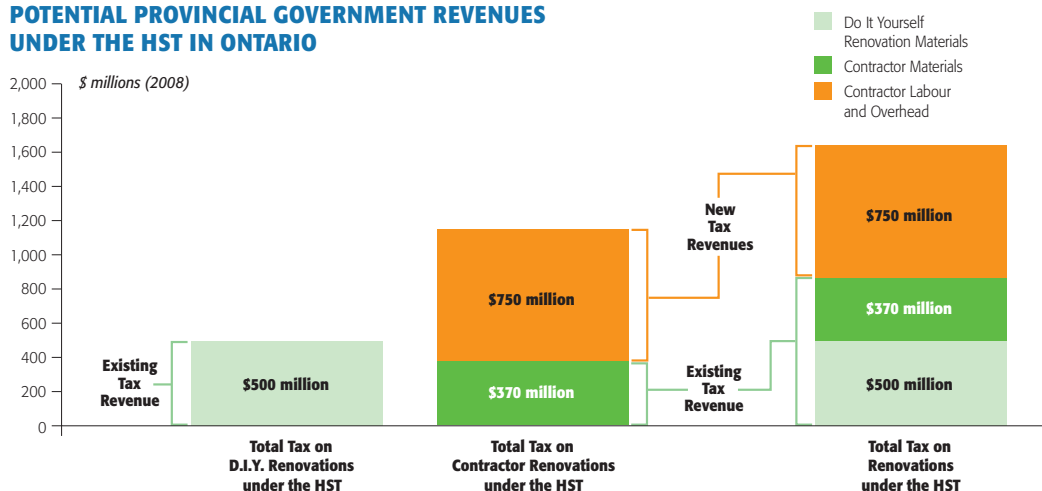 POTENTIAL PROVINCIAL GOVERNMENT REVENUES
UNDER THE HST IN ONTARIO
Do It Yourself
Renovation Materials
Contractor Materials
Contractor Labour
and Overhead
$ millions (2008)
2,000
1,800
1,600
1,400
1,200
1,000
800
600
400
200
0
Existing
Tax
Revenue
$500 million
$750 million
$370 million
New
Tax
Revenues
Existing
Tax
Revenue
$750 million
$370 million
$500 million
Total Tax on
D.I.Y. Renovations
under the HST
Total Tax on
Contractor Renovations
under the HST
Total Tax on
Renovations
under the HST